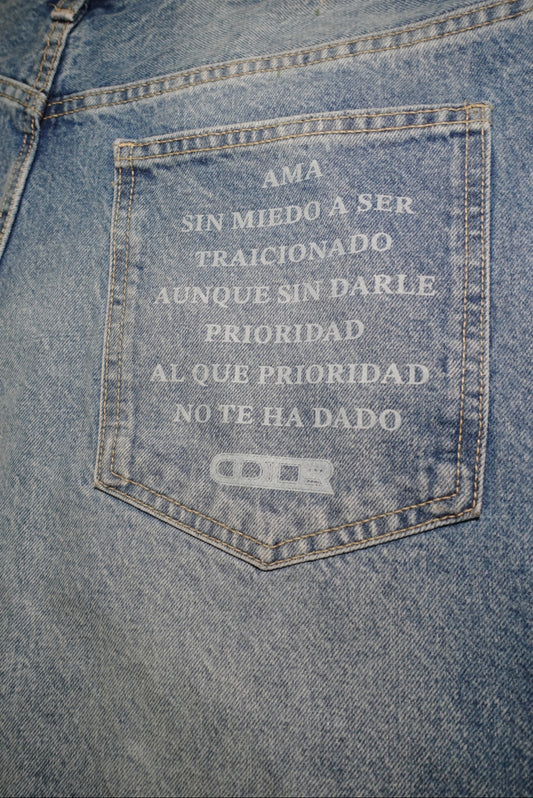 AMA
SIN MIEDO A SER
TRAICIONADO
AUNQUE SIN DARLE
PRIORIDAD
AL QUE PRIORIDAD
NO TE HA DADO